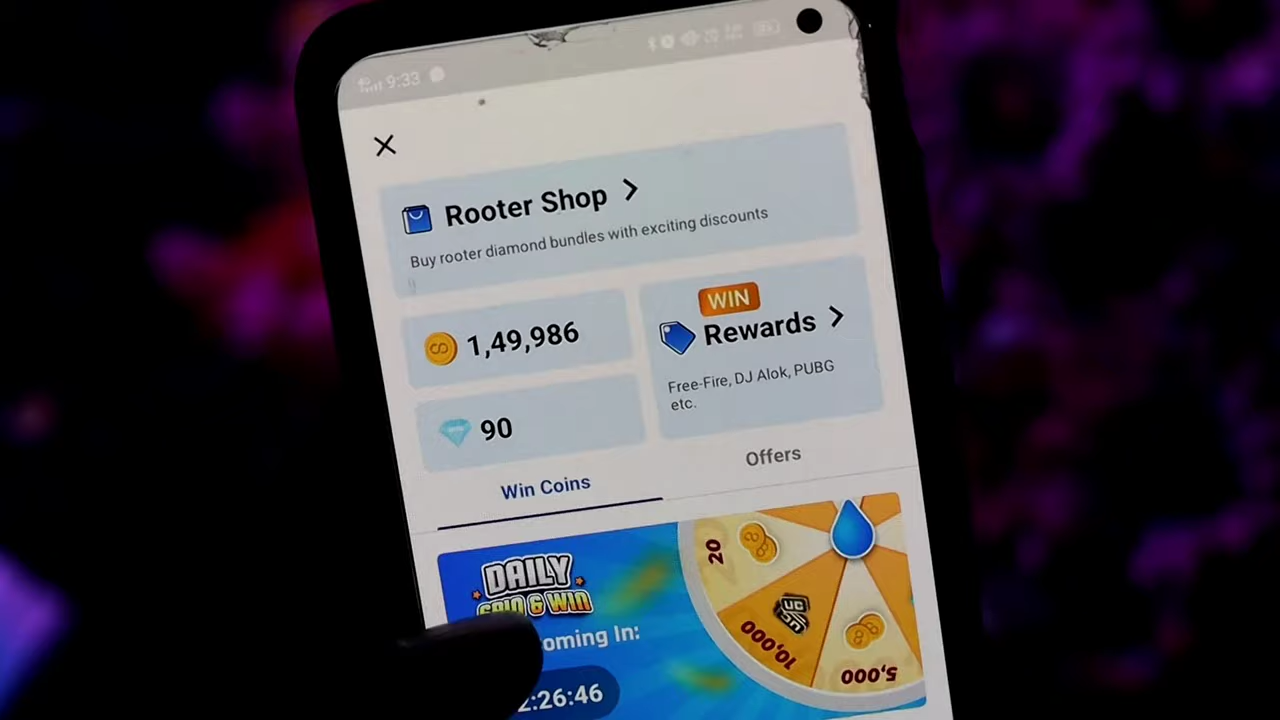 9:33
Rooter Shop
Buy rooter diamond bundles with exciting discounts
1,49,986
WIN
Rewards
Free-Fire, DJ Alok, PUBG
etc.
90
Win Coins
Offers
DAILY
SPIN & WIN
oming In:
:26:46
20
UC
10,000
5,000